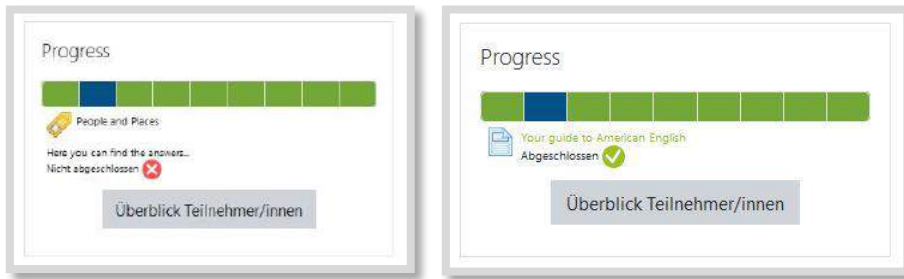 Progress
People and Places
Here you can find the answers...
Nicht abgeschlossen
Überblick Teilnehmer/innen
Progress
Your guide to American English
Abgeschlossen
Überblick Teilnehmer/innen